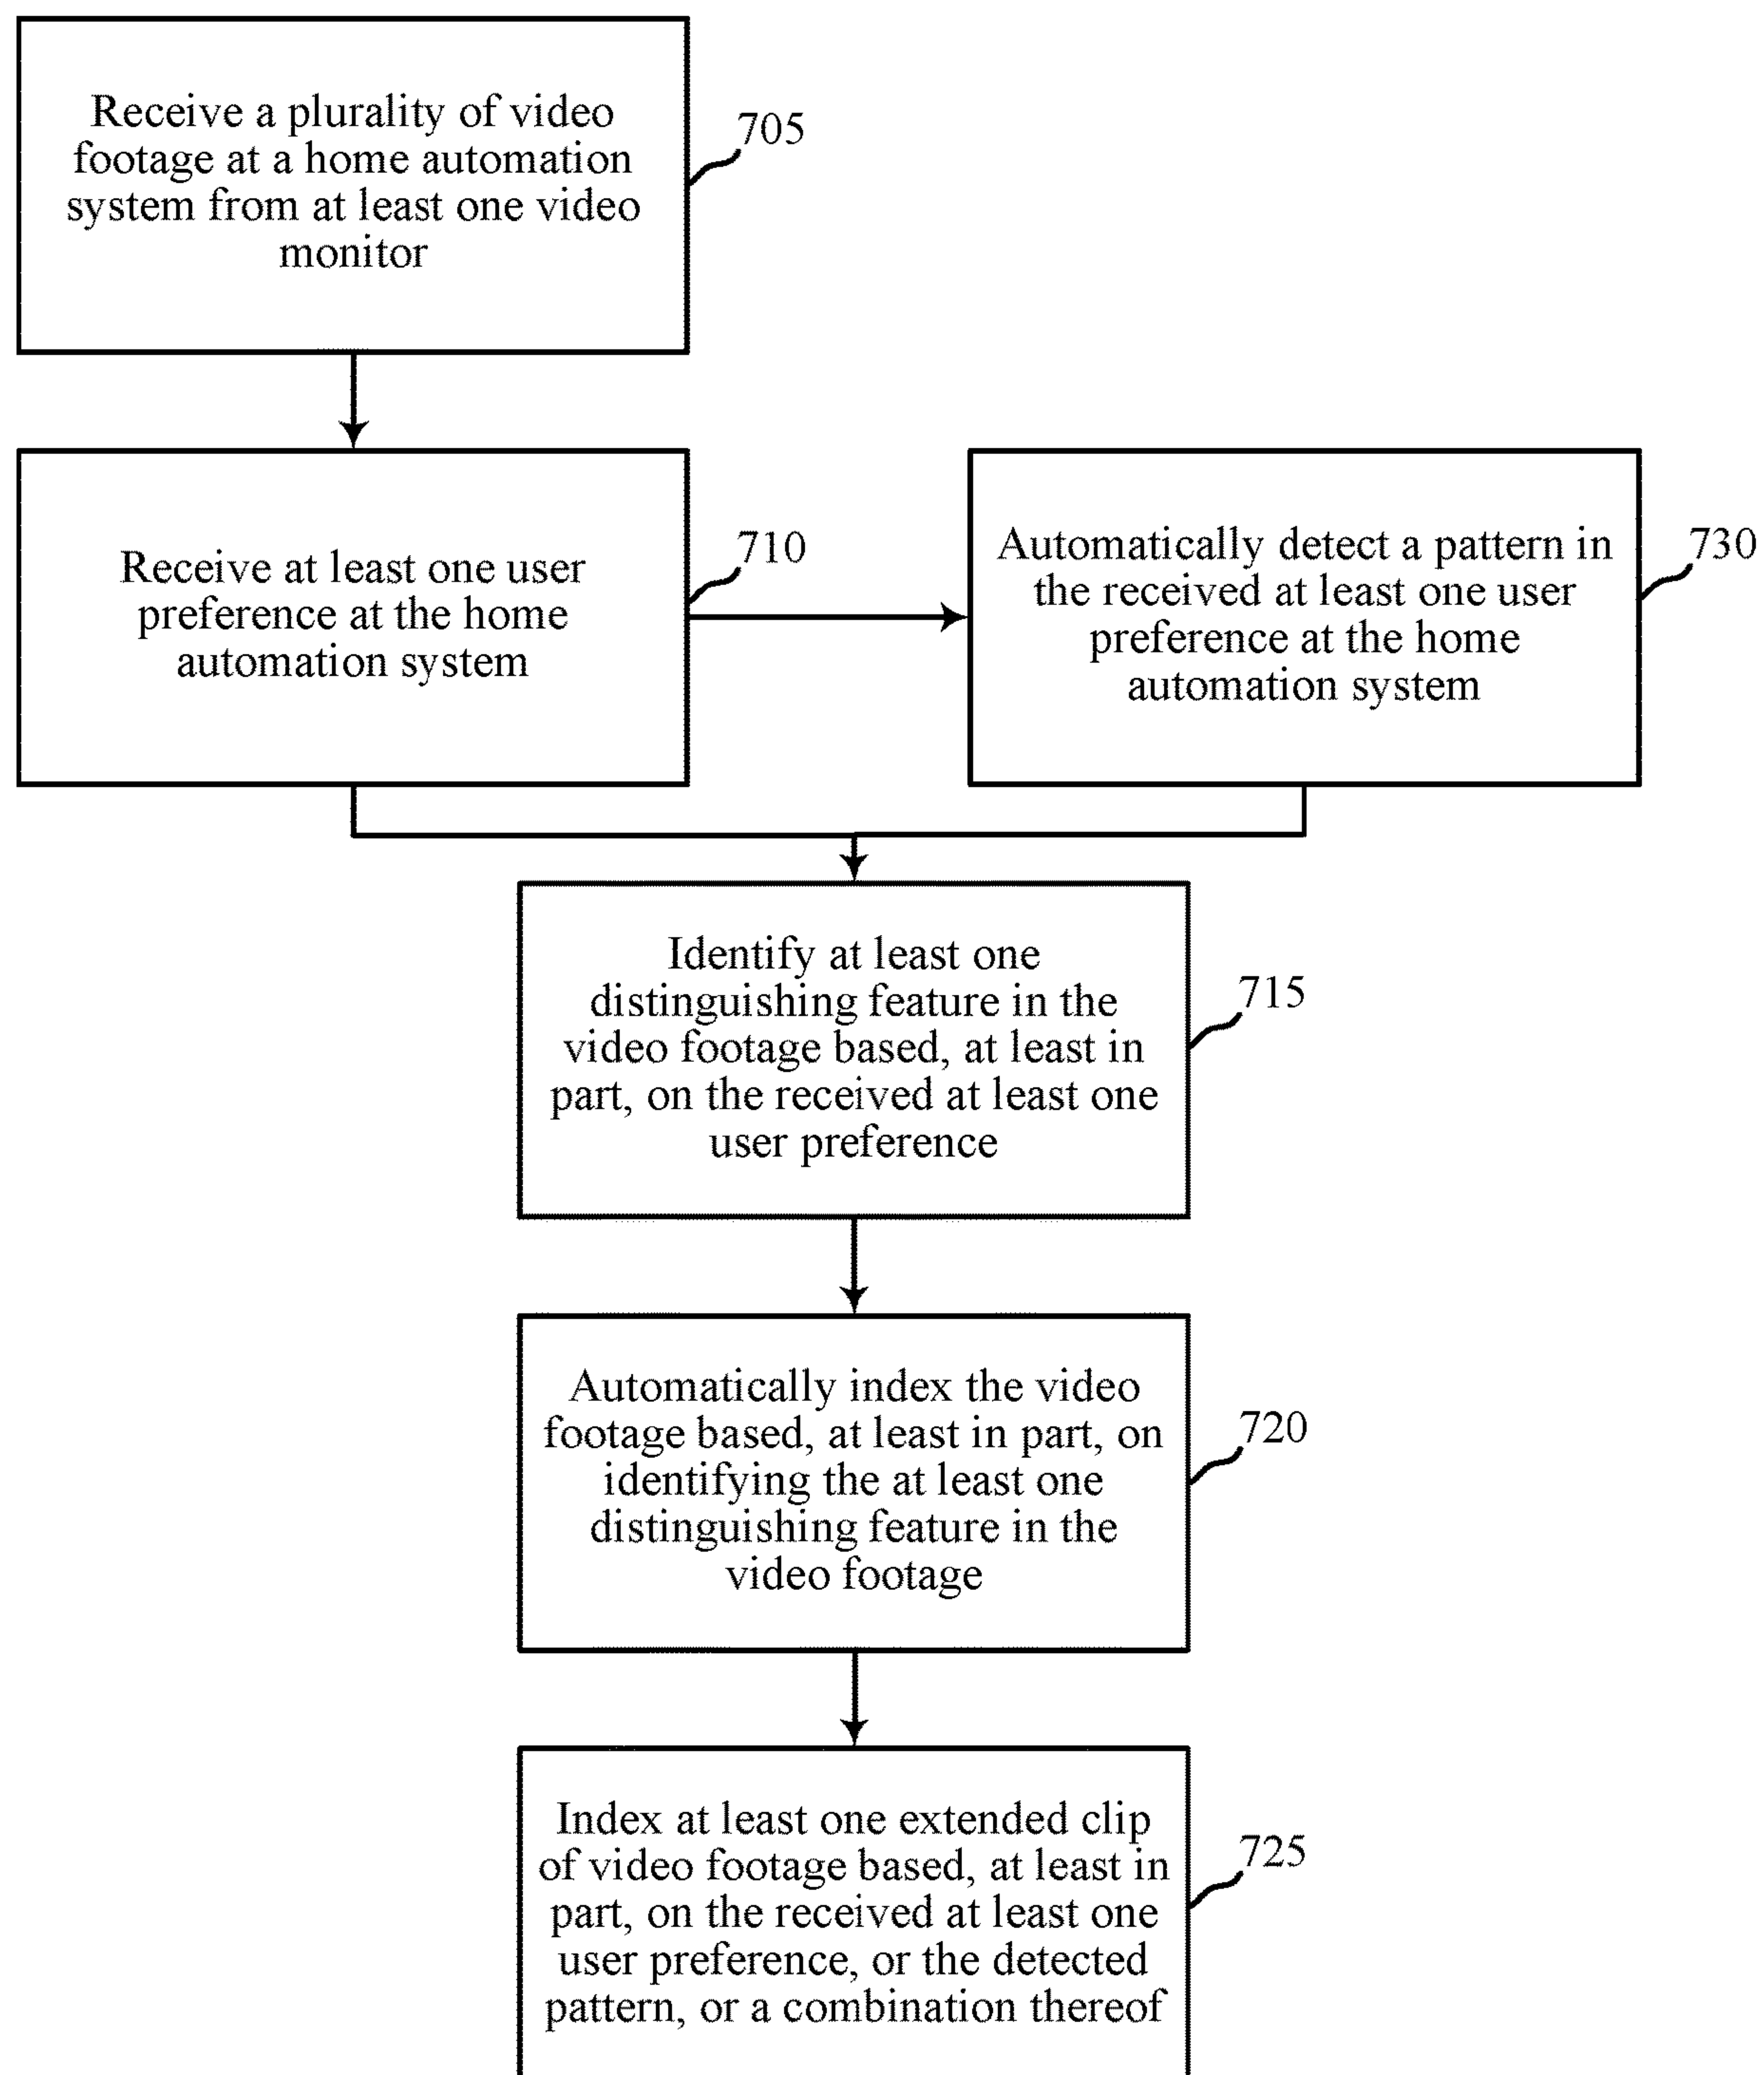 Receive a plurality of video
footage at a home automation
system from at least one video
monitor
705
Receive at least one user
preference at the home
automation system
710
Automatically detect a pattern in
the received at least one user
preference at the home
automation system
730
Identify at least one
distinguishing feature in the
video footage based, at least in
part, on the received at least one
user preference
715
Automatically index the video
footage based, at least in part, on
identifying the at least one
distinguishing feature in the
video footage
720
Index at least one extended clip
of video footage based, at least in
part, on the received at least one
user preference, or the detected
pattern, or a combination thereof
725